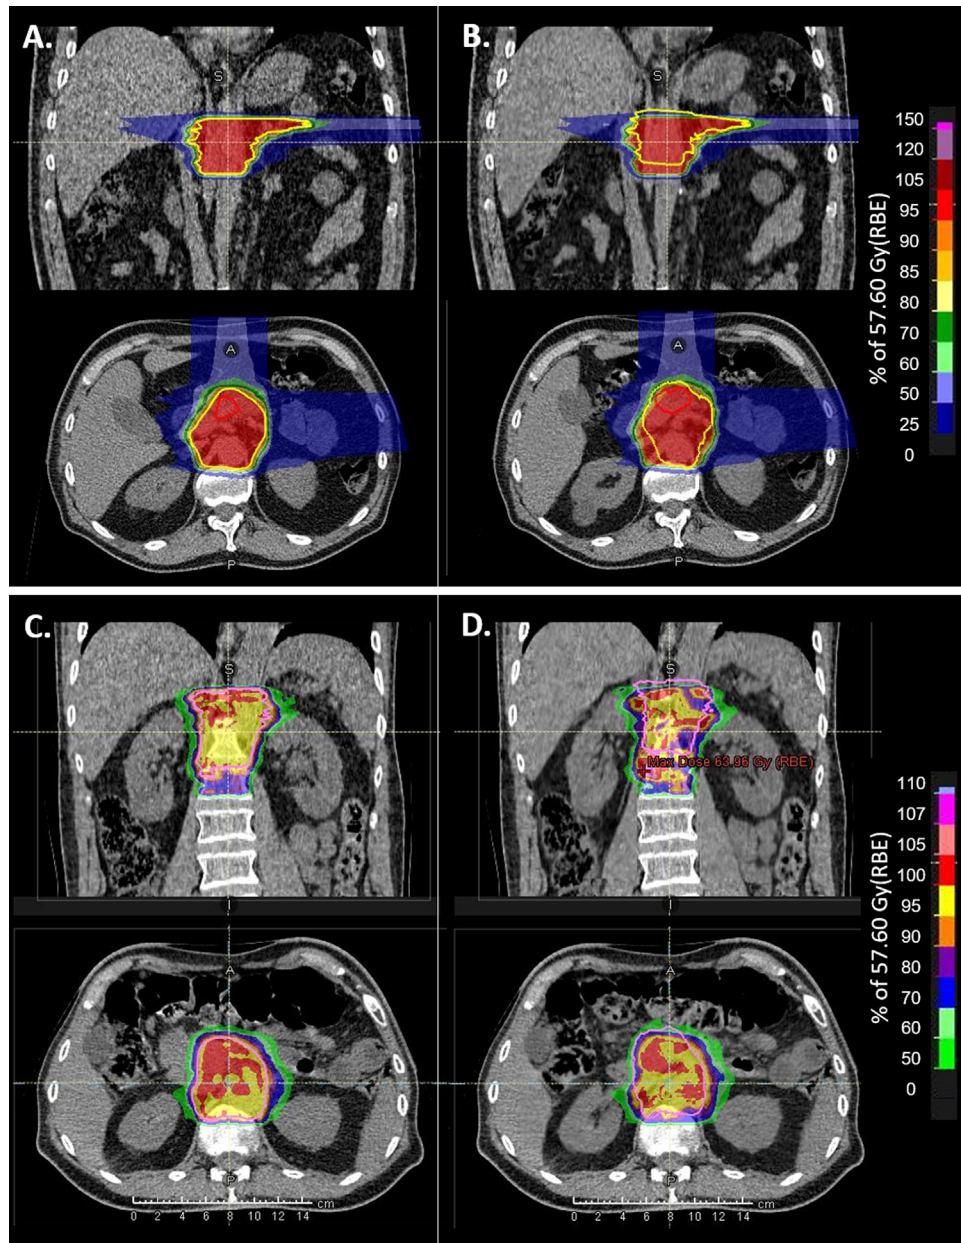 A.
S
A
P
B.
S
A
P
% of 57.60 Gy(RBE)
150
120
105
95
90
85
80
70
60
50
25
0
C.
S
I
A
P
0 2 4 6 8 10 12 14 cm
D.
S
Max Dose 63.96 Gy (RBE)
I
A
P
0 2 4 6 8 10 12 14 cm
% of 57.60 Gy(RBE)
110
107
105
100
95
90
80
70
60
50
0